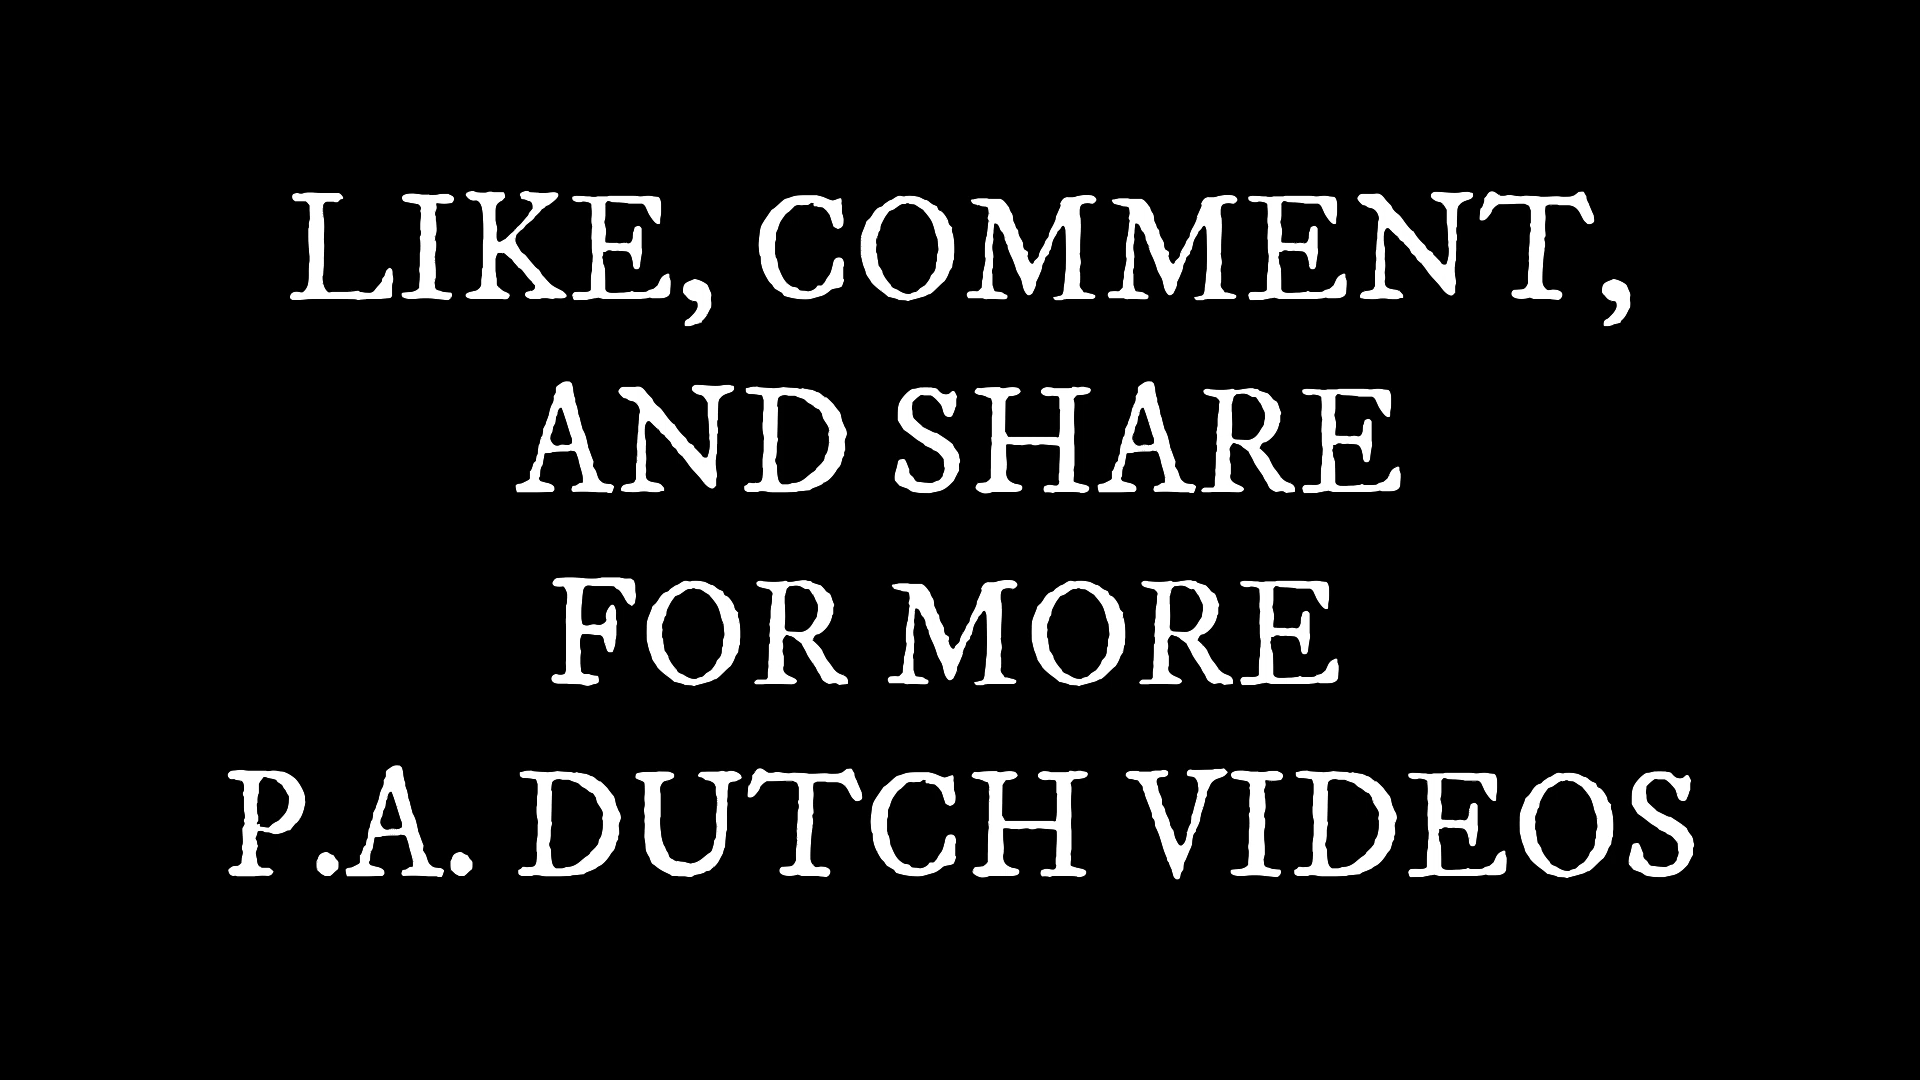 LIKE, COMMENT,
AND SHARE
FOR MORE
P.A. DUTCH VIDEOS